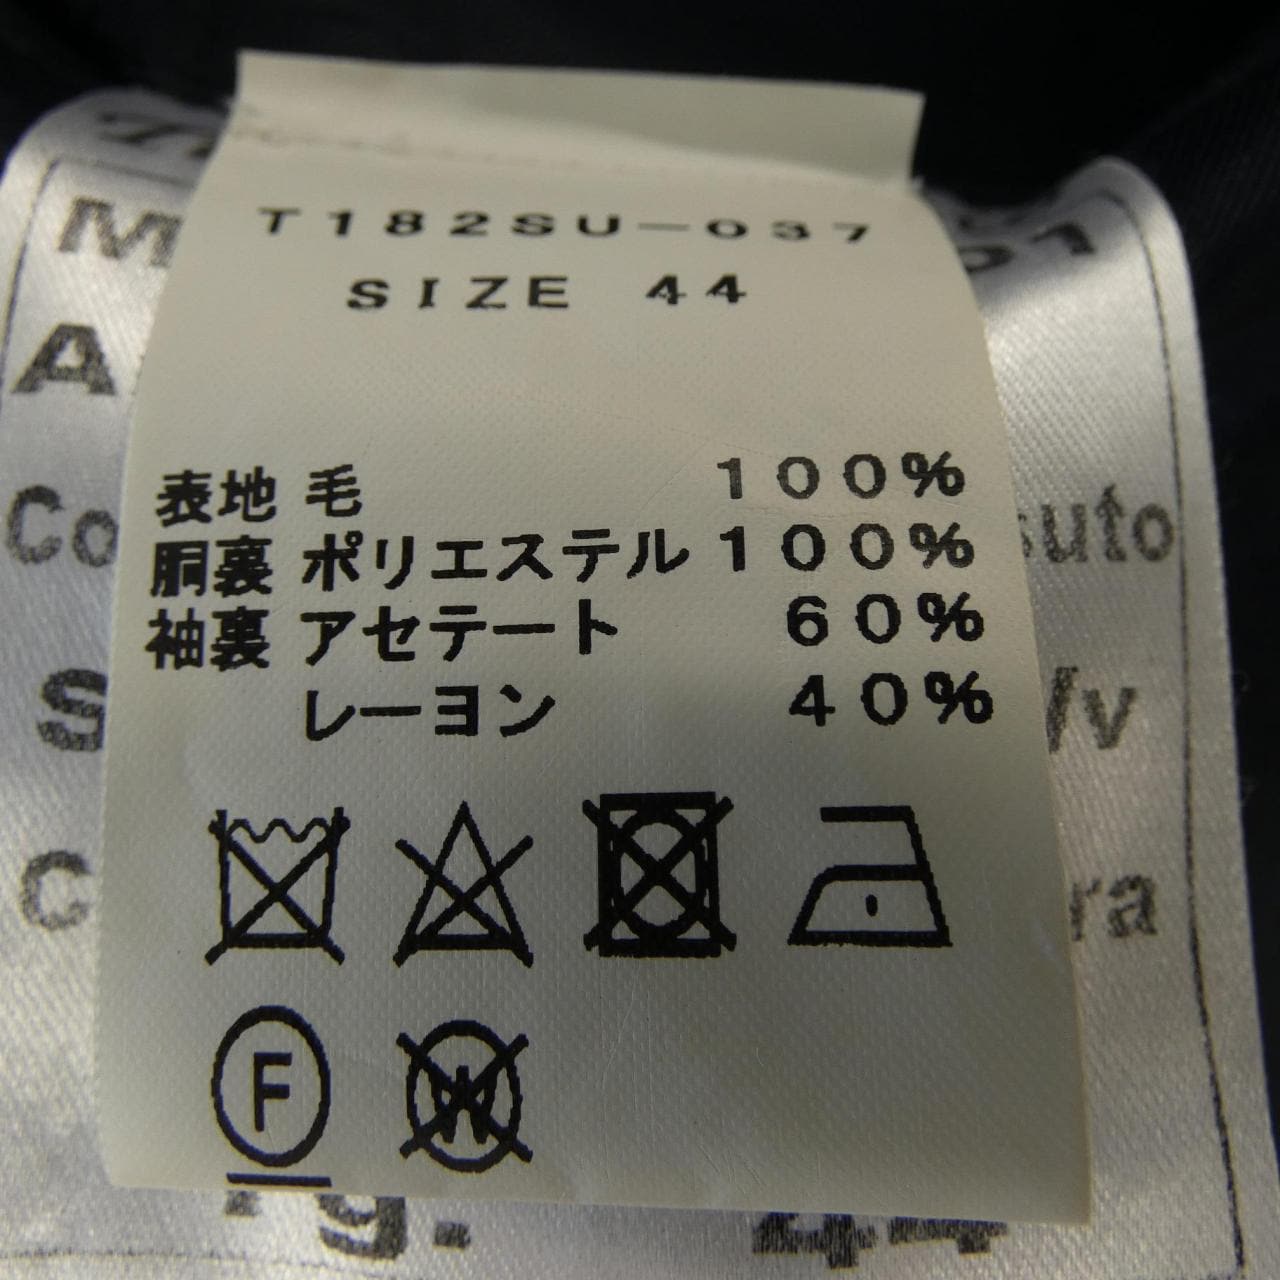 T182SU-037
SIZE 44
表地 毛 100%
胴裏 ポリエステル 100%
袖裏 アセテート 60%
レーヨン 40%
F
W
44